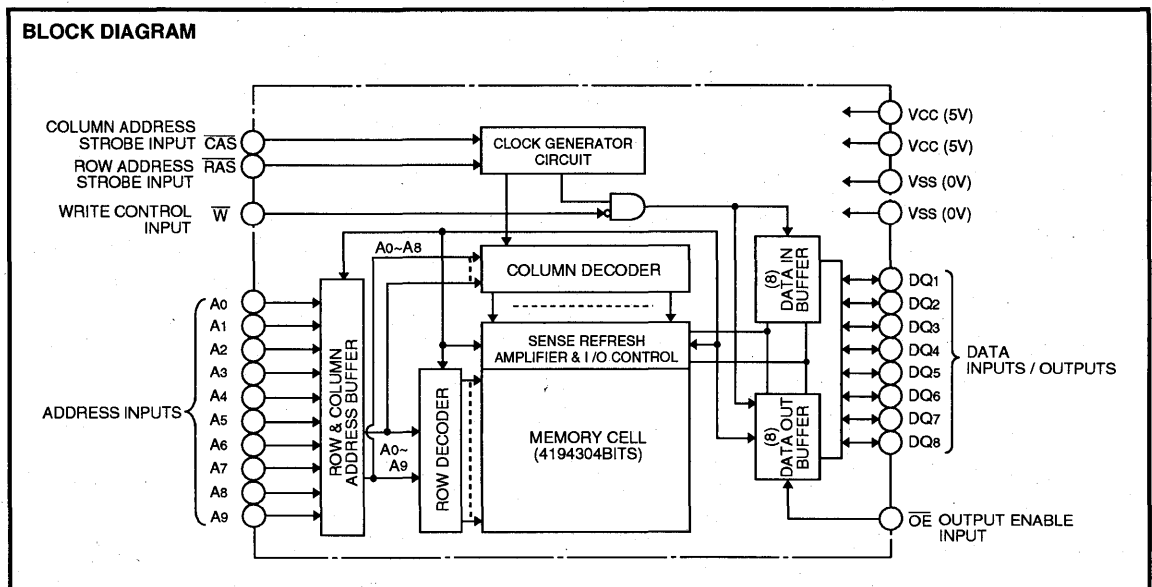 BLOCK DIAGRAM
COLUMN ADDRESS
STROBE INPUT C̅A̅S̅
ROW ADDRESS R̅A̅S̅
STROBE INPUT
WRITE CONTROL W̅
INPUT
CLOCK GENERATOR
CIRCUIT
VCC (5V)
VCC (5V)
VSS (0V)
VSS (0V)
A0~A8
COLUMN DECODER
(8)
DATA IN
BUFFER
ADDRESS INPUTS
A0
A1
A2
A3
A4
A5
A6
A7
A8
A9
ROW & COLUMN
ADDRESS BUFFER
A0~
A9
ROW DECODER
SENSE REFRESH
AMPLIFIER & I /O CONTROL
MEMORY CELL
(4194304BITS)
(8)
DATA OUT
BUFFER
DQ1
DQ2
DQ3
DQ4
DQ5
DQ6
DQ7
DQ8
DATA
INPUTS / OUTPUTS
O̅E̅ OUTPUT ENABLE
INPUT